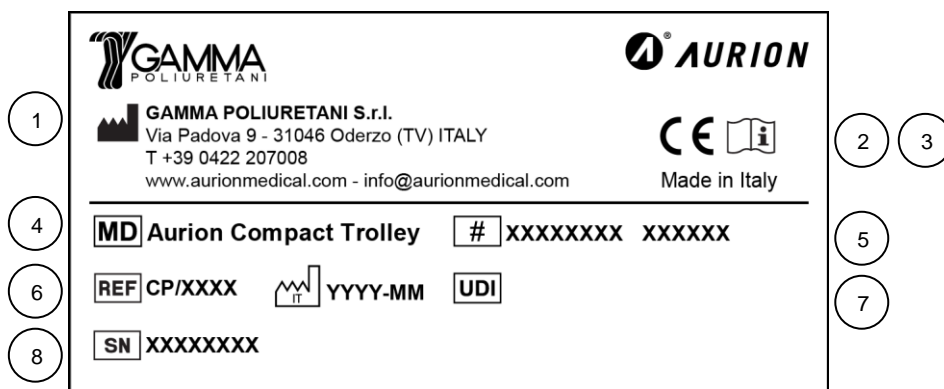 GAMMA
POLIURETANI
AURION
1
GAMMA POLIURETANI S.r.l.
Via Padova 9 - 31046 Oderzo (TV) ITALY
T +39 0422 207008
www.aurionmedical.com - info@aurionmedical.com
CE
Made in Italy
2 3
4 MD Aurion Compact Trolley # XXXXXXXX XXXXXX 5
6 REF CP/XXXX IT YYYY-MM UDI 7
8 SN XXXXXXXX